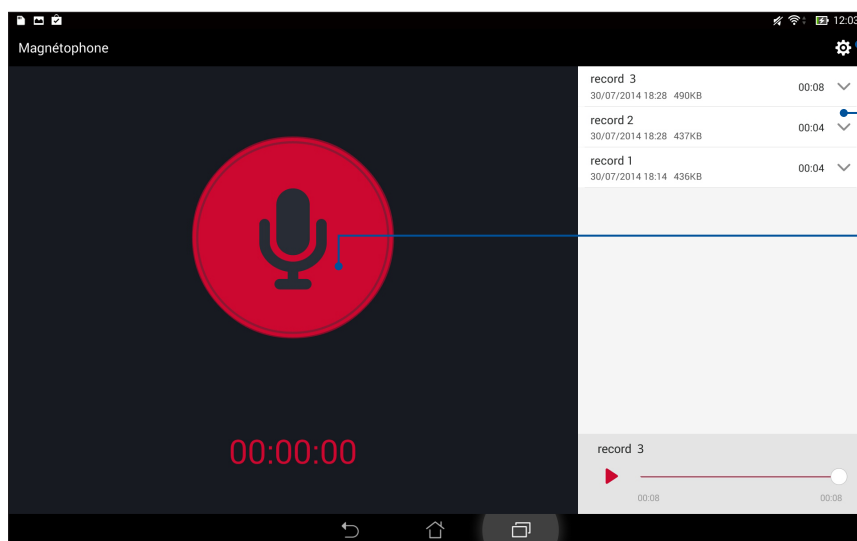 12:03
Magnétophone
record 3
00:08
30/07/2014 18:28 490KB
record 2
00:04
30/07/2014 18:28 437KB
record 1
00:04
30/07/2014 18:14 436KB
00:00:00
record 3
00:08 00:08